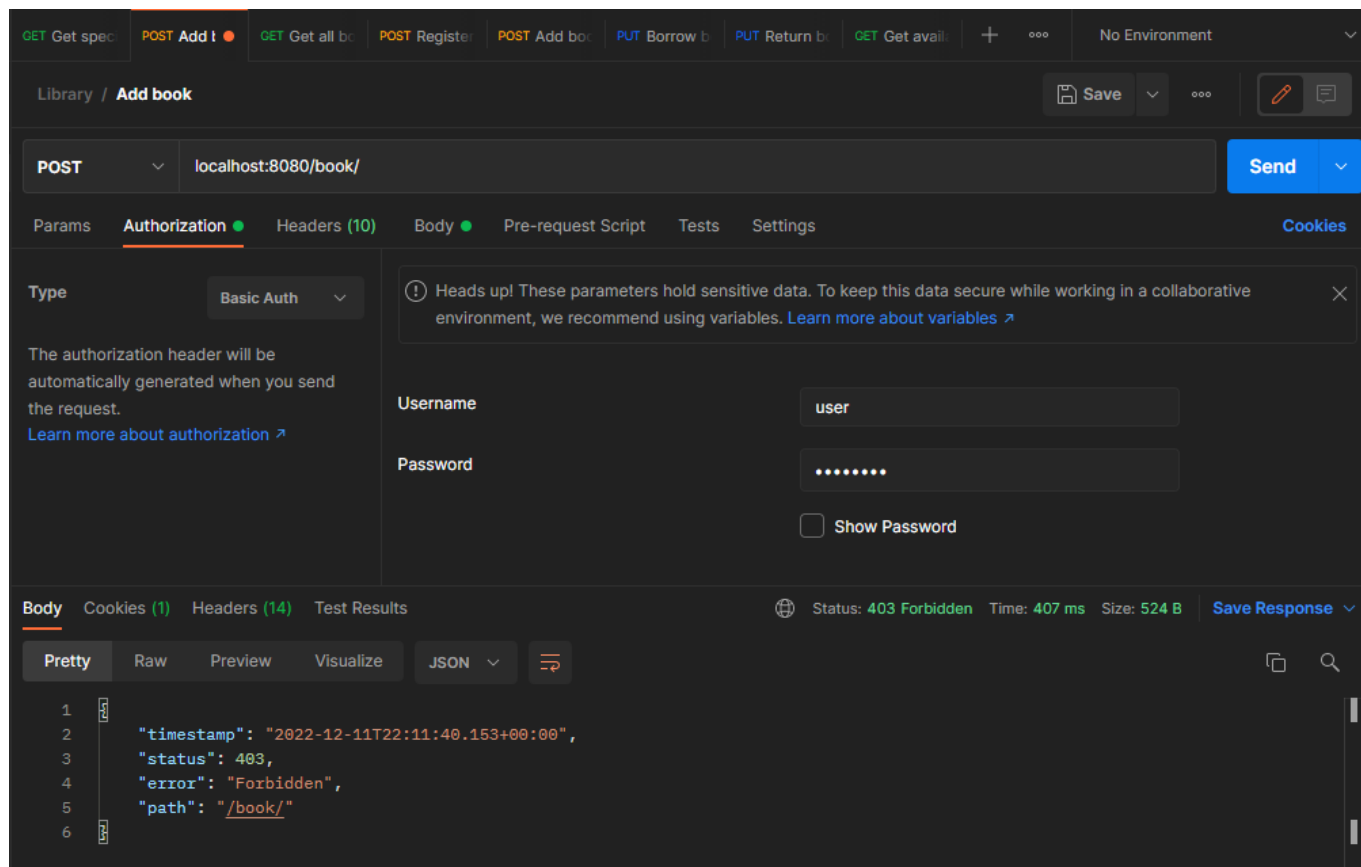 GET Get spec POST Add b GET Get all bo POST Register POST Add boo PUT Borrow b PUT Return bo GET Get avail No Environment
Library / Add book Save
POST localhost:8080/book/ Send
Params Authorization Headers (10) Body Pre-request Script Tests Settings Cookies
Type Basic Auth
The authorization header will be
automatically generated when you send
the request.
Learn more about authorization ↗
Heads up! These parameters hold sensitive data. To keep this data secure while working in a collaborative
environment, we recommend using variables. Learn more about variables ↗
Username user
Password ••••••••
Show Password
Body Cookies (1) Headers (14) Test Results Status: 403 Forbidden Time: 407 ms Size: 524 B Save Response
Pretty Raw Preview Visualize JSON
1 {
2 "timestamp": "2022-12-11T22:11:40.153+00:00",
3 "status": 403,
4 "error": "Forbidden",
5 "path": "/book/"
6 }